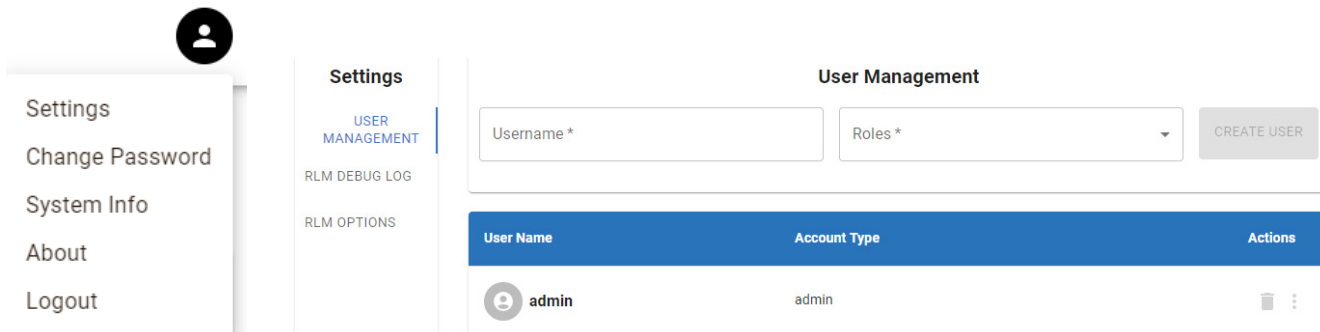 Settings
Change Password
System Info
About
Logout
Settings
USER
MANAGEMENT
RLM DEBUG LOG
RLM OPTIONS
User Management
Username *
Roles *
CREATE USER
User Name Account Type Actions
admin admin